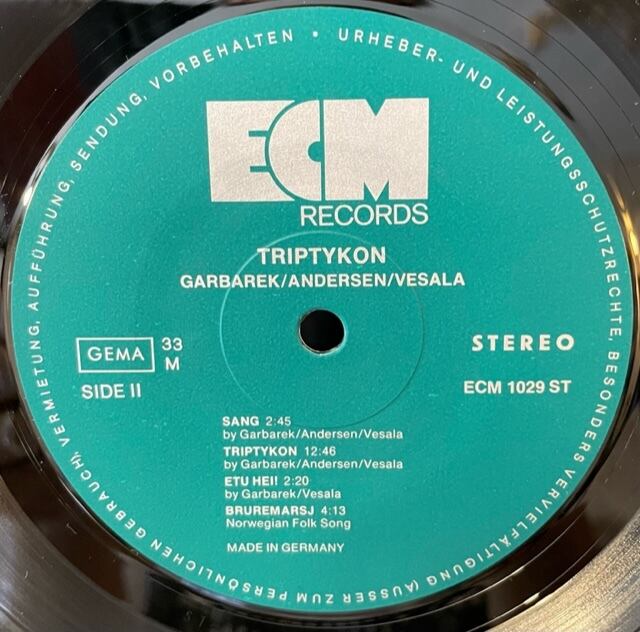 URHEBER- UND LEISTUNGSSCHUTZRECHTE, BESONDERS VERVIELFÄLTIGUNG (AUSSER ZUM PERSÖNLICHEN GEBRAUCH), VERMIETUNG, AUFFÜHRUNG, SENDUNG, VORBEHALTEN •
ECM
RECORDS
TRIPTYKON
GARBAREK/ANDERSEN/VESALA
GEMA 33 STEREO
M
SIDE II ECM 1029 ST
SANG 2:45
by Garbarek/Andersen/Vesala
TRIPTYKON 12:46
by Garbarek/Andersen/Vesala
ETU HEI! 2:20
by Garbarek/Vesala
BRUREMARSJ 4:13
Norwegian Folk Song
MADE IN GERMANY